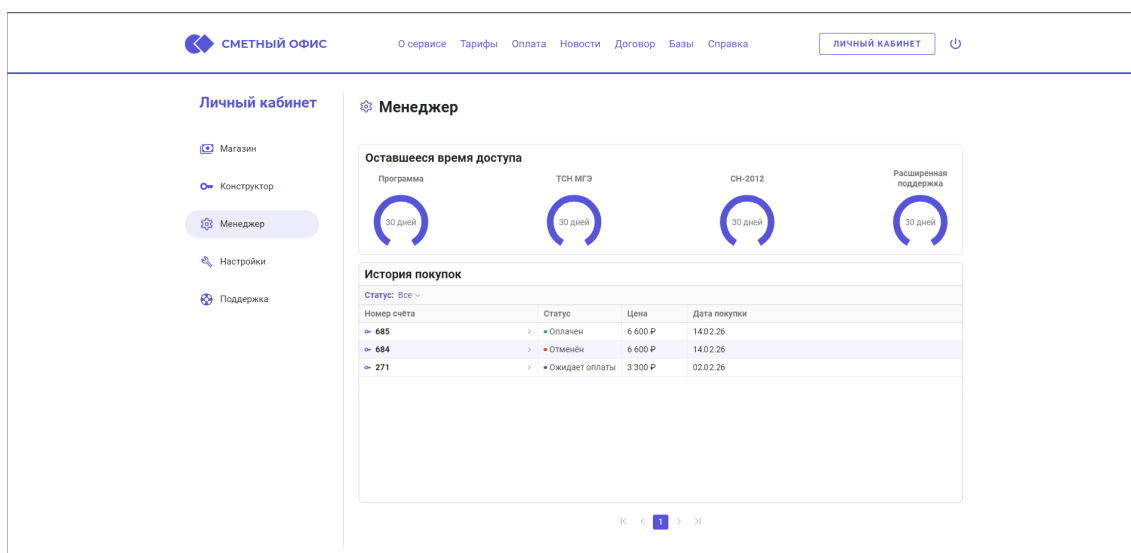 СМЕТНЫЙ ОФИС
О сервисе Тарифы Оплата Новости Договор Базы Справка
ЛИЧНЫЙ КАБИНЕТ
Личный кабинет
Магазин
Конструктор
Менеджер
Настройки
Поддержка
Менеджер
Оставшееся время доступа
Программа
ТСН МГЭ
СН-2012
Расширенная
поддержка
30 дней
30 дней
30 дней
30 дней
История покупок
Статус: Все
Номер счёта Статус Цена Дата покупки
685 Оплачен 6 600 ₽ 14.02.26
684 Отменён 6 600 ₽ 14.02.26
271 Ожидает оплаты 3 300 ₽ 02.02.26
1